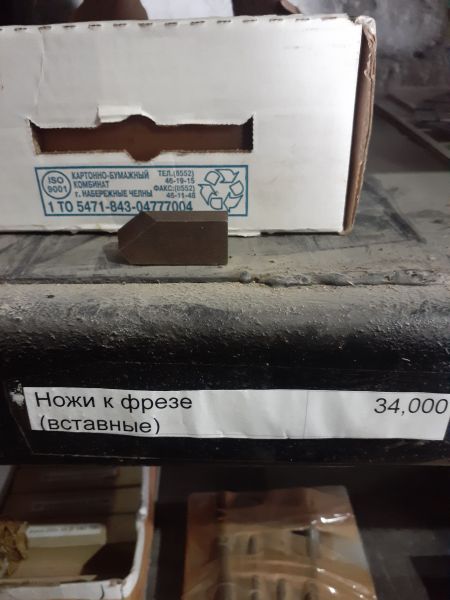 ISO 9001
КАРТОННО-БУМАЖНЫЙ КОМБИНАТ
г. НАБЕРЕЖНЫЕ ЧЕЛНЫ
ТЕЛ.:(8552)
46-19-15
ФАКС:(8552)
46-11-48
1 ТО 5471-843-04777004
Ножи к фрезе 34,000
(вставные)